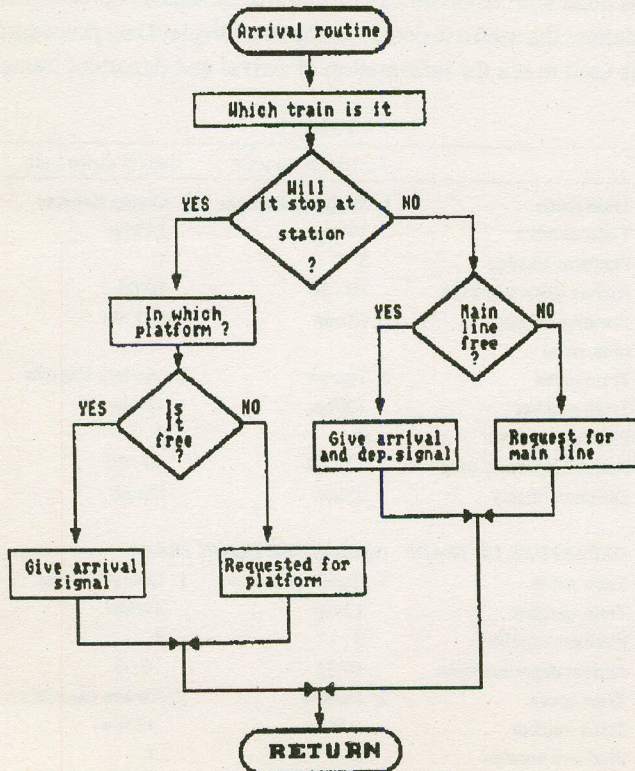 Arrival routine
Which train is it
Will
it stop at
station
?
YES
NO
In which
platform ?
YES
Main
line
free
?
NO
YES
Is
It
free
?
NO
Give arrival
and dep.signal
Request for
main line
Give arrival
signal
Requested for
platform
RETURN